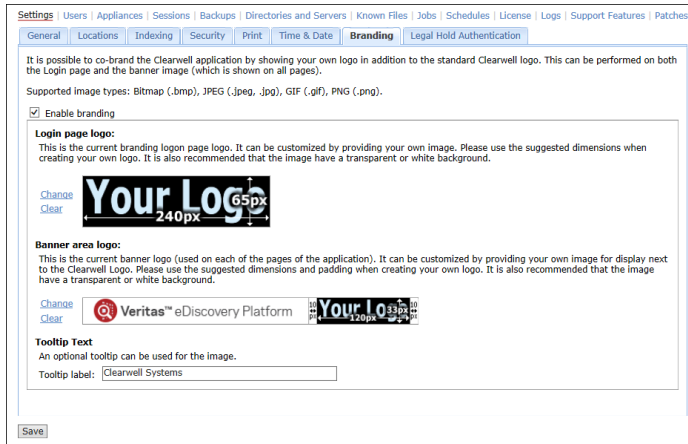 Settings | Users | Appliances | Sessions | Backups | Directories and Servers | Known Files | Jobs | Schedules | License | Logs | Support Features | Patches
General Locations Indexing Security Print Time & Date Branding Legal Hold Authentication
It is possible to co-brand the Clearwell application by showing your own logo in addition to the standard Clearwell logo. This can be performed on both
the Login page and the banner image (which is shown on all pages).
Supported image types: Bitmap (.bmp), JPEG (.jpeg, .jpg), GIF (.gif), PNG (.png).
Enable branding
Login page logo:
This is the current branding logon page logo. It can be customized by providing your own image. Please use the suggested dimensions when
creating your own logo. It is also recommended that the image have a transparent or white background.
Change
Clear
Your Logo
65px
240px
Banner area logo:
This is the current banner logo (used on each of the pages of the application). It can be customized by providing your own image for display next
to the Clearwell Logo. Please use the suggested dimensions and padding when creating your own logo. It is also recommended that the image
have a transparent or white background.
Change
Clear
Veritas™ eDiscovery Platform
10 px
Your Logo
33px
120px
10 px
Tooltip Text
An optional tooltip can be used for the image.
Tooltip label: Clearwell Systems
Save